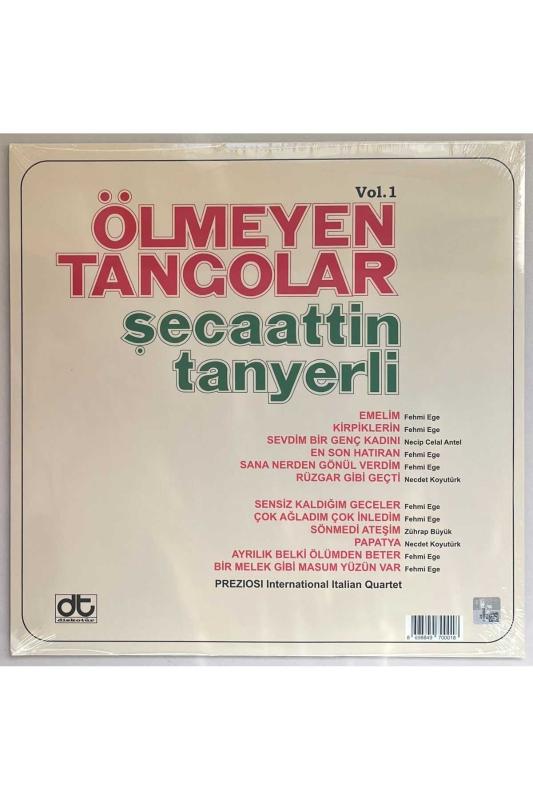 Vol.1
ÖLMEYEN
TANGOLAR
şecaattin
tanyerli
EMELİM Fehmi Ege
KİRPİKLERİN Fehmi Ege
SEVDİM BİR GENÇ KADINI Necip Celal Antel
EN SON HATIRAN Fehmi Ege
SANA NERDEN GÖNÜL VERDİM Fehmi Ege
RÜZGAR GİBİ GEÇTİ Necdet Koyutürk
SENSİZ KALDIĞIM GECELER Fehmi Ege
ÇOK AĞLADIM ÇOK İNLEDİM Fehmi Ege
SÖNMEDİ ATEŞİM Zührap Büyük
PAPATYA Necdet Koyutürk
AYRILIK BELKİ ÖLÜMDEN BETER Fehmi Ege
BİR MELEK GİBİ MASUM YÜZÜN VAR Fehmi Ege
PREZIOSI International Italian Quartet
dt
diskotür
8 698849 700018